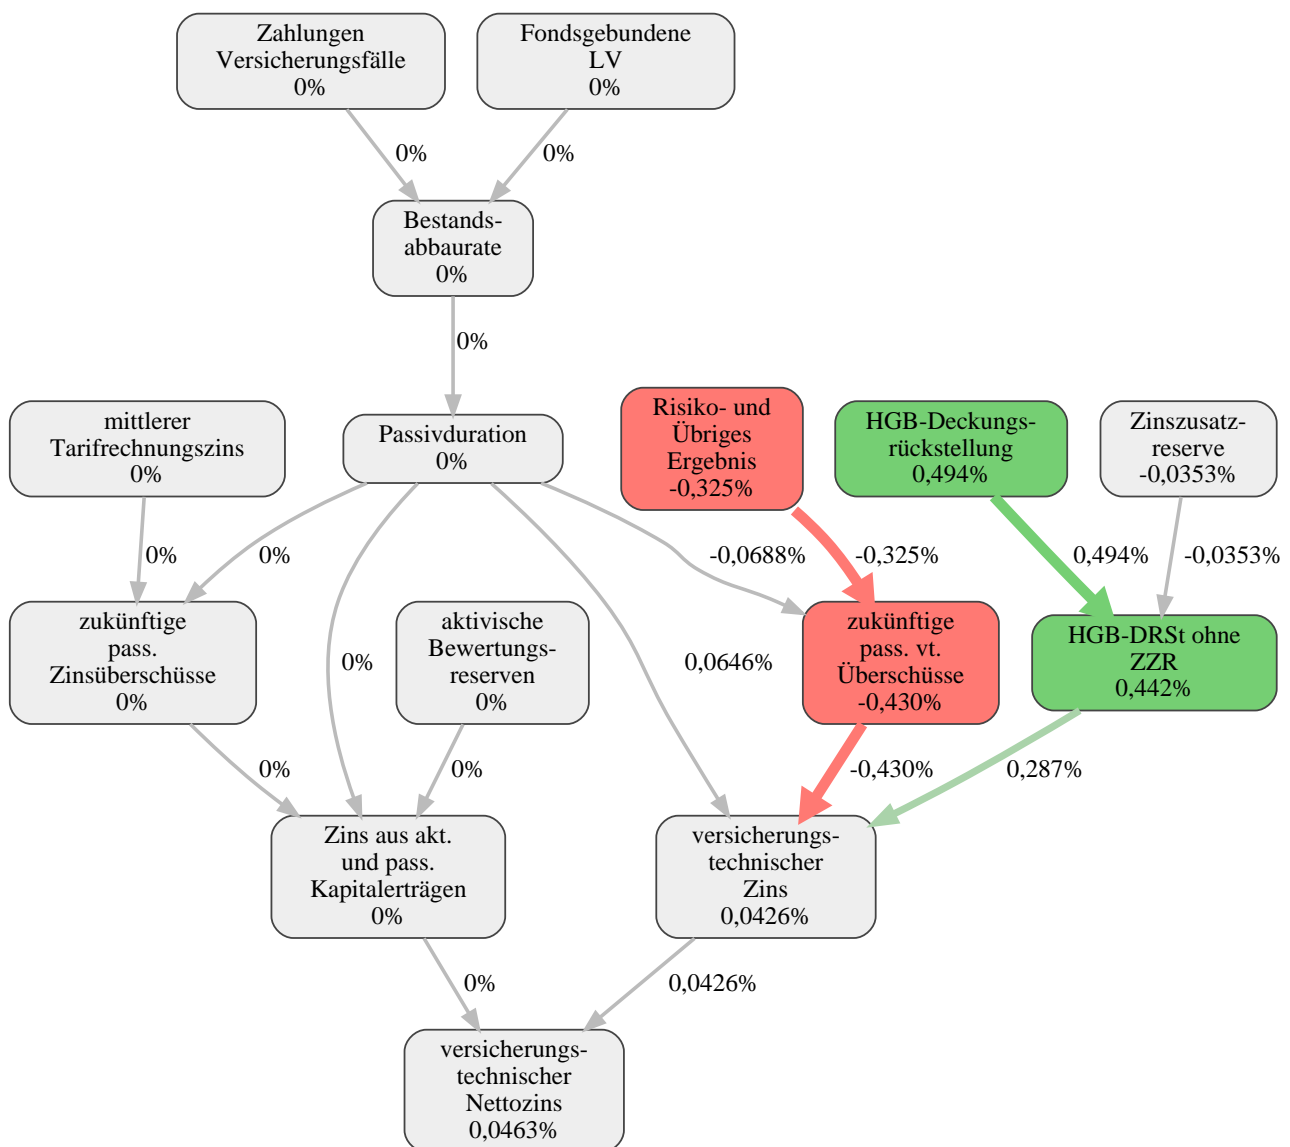 Zahlungen
Versicherungsfälle
0%
Fondsgebundene
LV
0%
0%
0%
Bestands-
abbaurate
0%
0%
mittlerer
Tarifrechnungszins
0%
Passivduration
0%
Risiko- und
Übriges
Ergebnis
-0,325%
HGB-Deckungs-
rückstellung
0,494%
Zinszusatz-
reserve
-0,0353%
0%
0%
-0,0688%
-0,325%
0,494%
-0,0353%
zukünftige
pass.
Zinsüberschüsse
0%
0%
aktivische
Bewertungs-
reserven
0%
0,0646%
zukünftige
pass. vt.
Überschüsse
-0,430%
HGB-DRSt ohne
ZZR
0,442%
0%
0%
-0,430%
0,287%
Zins aus akt.
und pass.
Kapitalerträgen
0%
versicherungs-
technischer
Zins
0,0426%
0%
0,0426%
versicherungs-
technischer
Nettozins
0,0463%